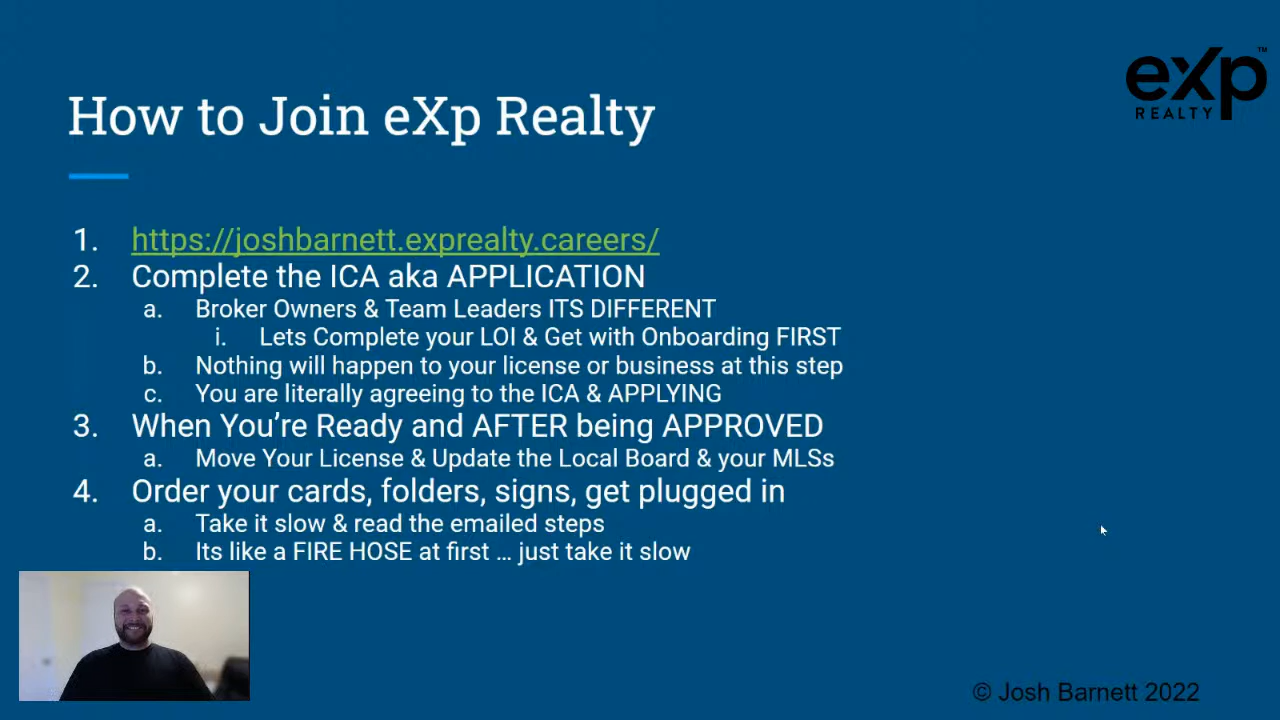 eXp™
REALTY
How to Join eXp Realty
1. https://joshbarnett.exprealty.careers/
2. Complete the ICA aka APPLICATION
a. Broker Owners & Team Leaders ITS DIFFERENT
i. Lets Complete your LOI & Get with Onboarding FIRST
b. Nothing will happen to your license or business at this step
c. You are literally agreeing to the ICA & APPLYING
3. When You’re Ready and AFTER being APPROVED
a. Move Your License & Update the Local Board & your MLSs
4. Order your cards, folders, signs, get plugged in
a. Take it slow & read the emailed steps
b. Its like a FIRE HOSE at first … just take it slow
© Josh Barnett 2022